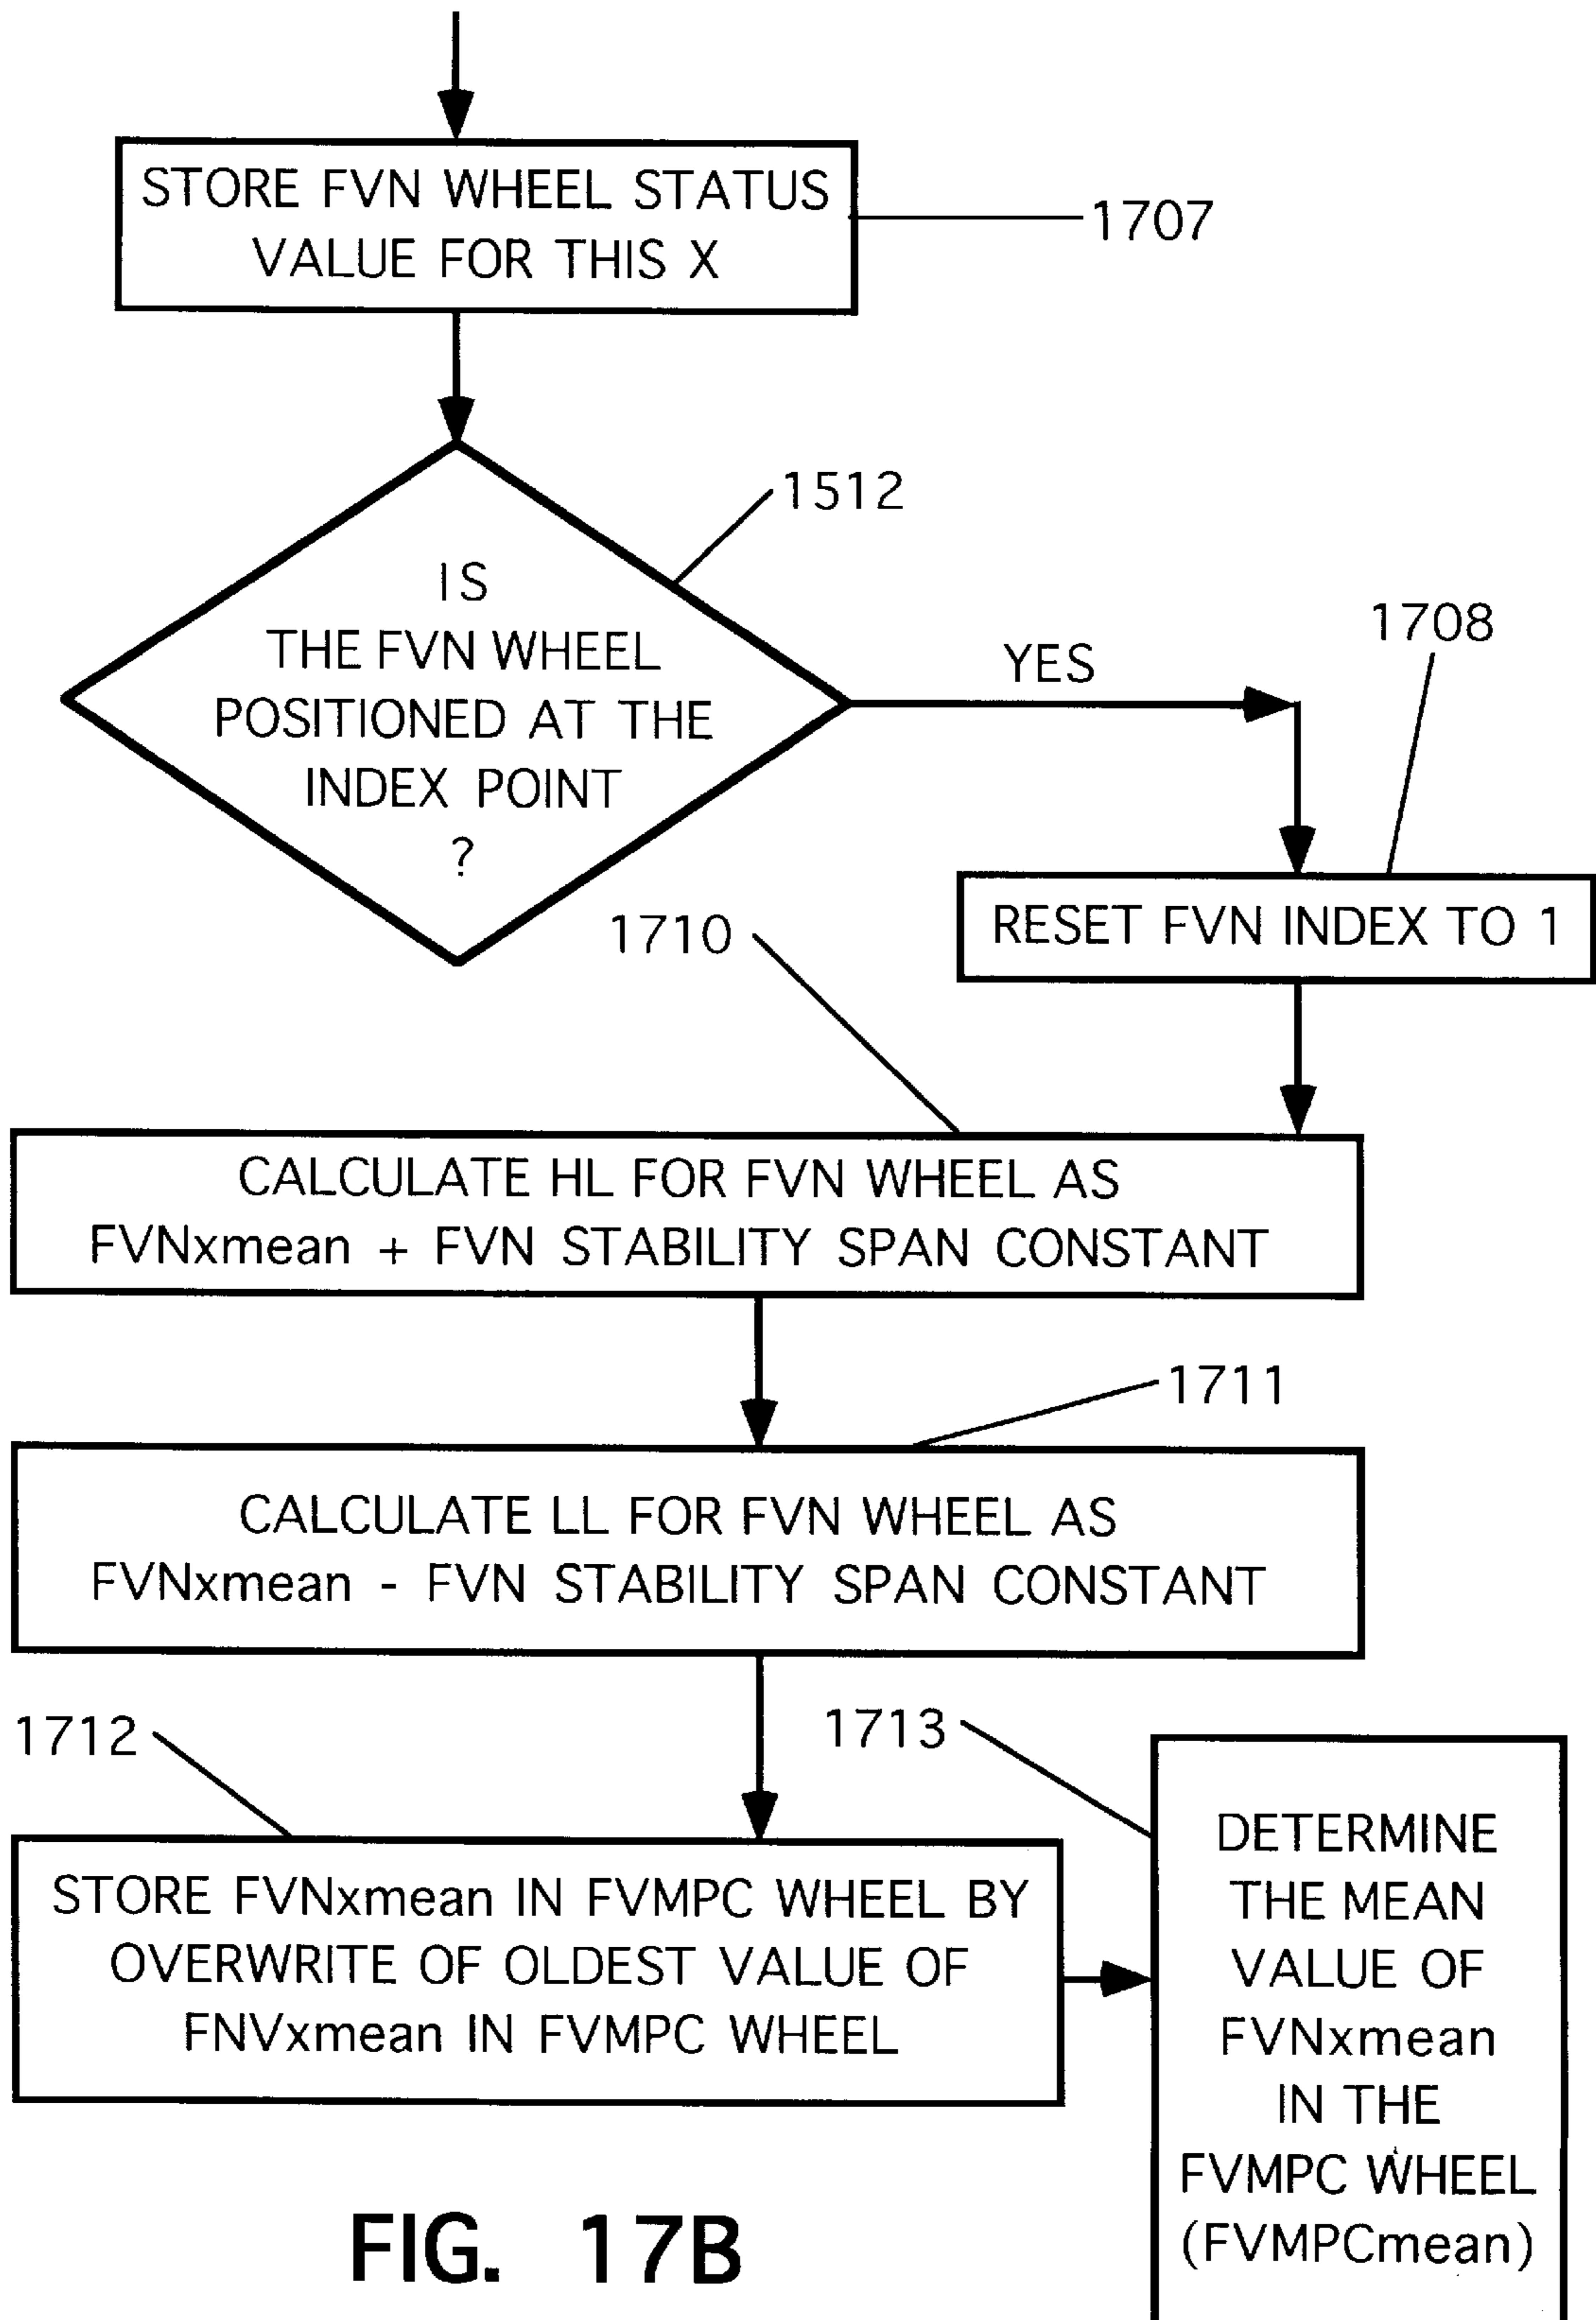 STORE FVN WHEEL STATUS
VALUE FOR THIS X
1707
1512
IS
THE FVN WHEEL
POSITIONED AT THE
INDEX POINT
?
YES
1708
RESET FVN INDEX TO 1
1710
CALCULATE HL FOR FVN WHEEL AS
FVNxmean + FVN STABILITY SPAN CONSTANT
1711
CALCULATE LL FOR FVN WHEEL AS
FVNxmean - FVN STABILITY SPAN CONSTANT
1712
STORE FVNxmean IN FVMPC WHEEL BY
OVERWRITE OF OLDEST VALUE OF
FNVxmean IN FVMPC WHEEL
1713
DETERMINE
THE MEAN
VALUE OF
FVNxmean
IN THE
FVMPC WHEEL
(FVMPCmean)
FIG. 17B